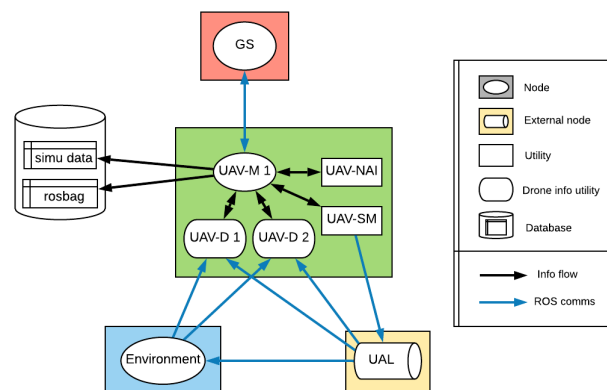 GS
simu data
rosbag
UAV-M 1
UAV-NAI
UAV-SM
UAV-D 1
UAV-D 2
Environment
UAL
Node
External node
Utility
Drone info utility
Database
Info flow
ROS comms